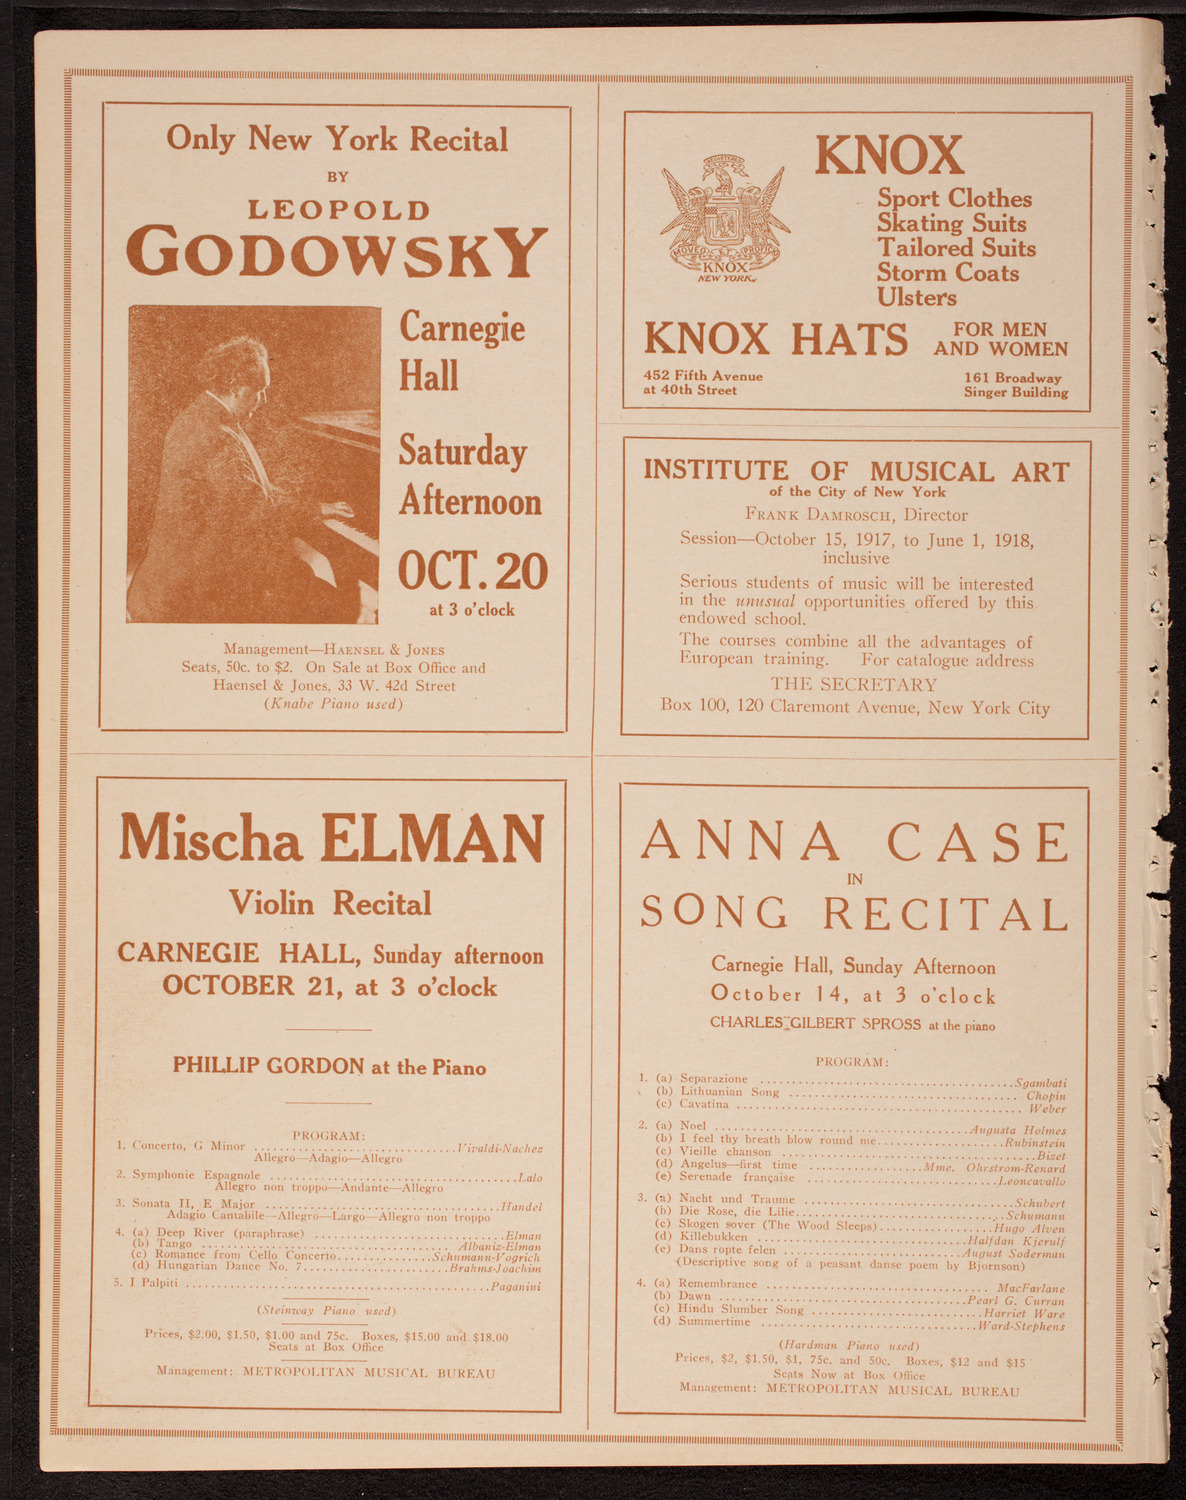 Only New York Recital
BY
LEOPOLD
GODOWSKY
Carnegie
Hall
Saturday
Afternoon
OCT. 20
at 3 o'clock
Management—HAENSEL & JONES
Seats, 50c. to $2. On Sale at Box Office and
Haensel & Jones, 33 W. 42d Street
(Knabe Piano used)
REGISTERED
MOVEO ET PROFICIO
KNOX
NEW YORK.
KNOX
Sport Clothes
Skating Suits
Tailored Suits
Storm Coats
Ulsters
KNOX HATS FOR MEN
AND WOMEN
452 Fifth Avenue
at 40th Street
161 Broadway
Singer Building
INSTITUTE OF MUSICAL ART
of the City of New York
FRANK DAMROSCH, Director
Session—October 15, 1917, to June 1, 1918,
inclusive
Serious students of music will be interested
in the unusual opportunities offered by this
endowed school.
The courses combine all the advantages of
European training. For catalogue address
THE SECRETARY
Box 100, 120 Claremont Avenue, New York City
Mischa ELMAN
Violin Recital
CARNEGIE HALL, Sunday afternoon
OCTOBER 21, at 3 o'clock
PHILLIP GORDON at the Piano
PROGRAM:
1. Concerto, G Minor ..............................Vivaldi-Nachez
Allegro—Adagio—Allegro
2. Symphonie Espagnole .....................................Lalo
Allegro non troppo—Andante—Allegro
3. Sonata II, E Major ...................................Handel
Adagio Cantabile—Allegro—Largo—Allegro non troppo
4. (a) Deep River (paraphrase) ..............................Elman
(b) Tango ......................................Albaniz-Elman
(c) Romance from Cello Concerto..............Schumann-Vogrich
(d) Hungarian Dance No. 7......................Brahms-Joachim
5. I Palpiti .............................................Paganini
(Steinway Piano used)
Prices, $2.00, $1.50, $1.00 and 75c. Boxes, $15.00 and $18.00
Seats at Box Office
Management: METROPOLITAN MUSICAL BUREAU
ANNA CASE
IN
SONG RECITAL
Carnegie Hall, Sunday Afternoon
October 14, at 3 o'clock
CHARLES GILBERT SPROSS at the piano
PROGRAM:
1. (a) Separazione ......................................Sgambati
(b) Lithuanian Song .................................. Chopin
(c) Cavatina .......................................... Weber
2. (a) Noel ......................................Augusta Holmes
(b) I feel thy breath blow round me...................Rubinstein
(c) Vieille chanson ......................................Bizet
(d) Angelus—first time .................Mme. Ohrstrom-Renard
(e) Serenade française .............................Leoncavallo
3. (a) Nacht und Traume ................................Schubert
(b) Die Rose, die Lilie................................Schumann
(c) Skogen sover (The Wood Sleeps)..................Hugo Alven
(d) Killebukken ..................................Halfdan Kjerulf
(e) Dans ropte felen ...........................August Soderman
(Descriptive song of a peasant danse poem by Bjornson)
4. (a) Remembrance .................................. MacFarlane
(b) Dawn .....................................Pearl G. Curran
(c) Hindu Slumber Song ..........................Harriet Ware
(d) Summertime .................................Ward-Stephens
(Hardman Piano used)
Prices, $2, $1.50, $1, 75c. and 50c. Boxes, $12 and $15
Seats Now at Box Office
Management: METROPOLITAN MUSICAL BUREAU